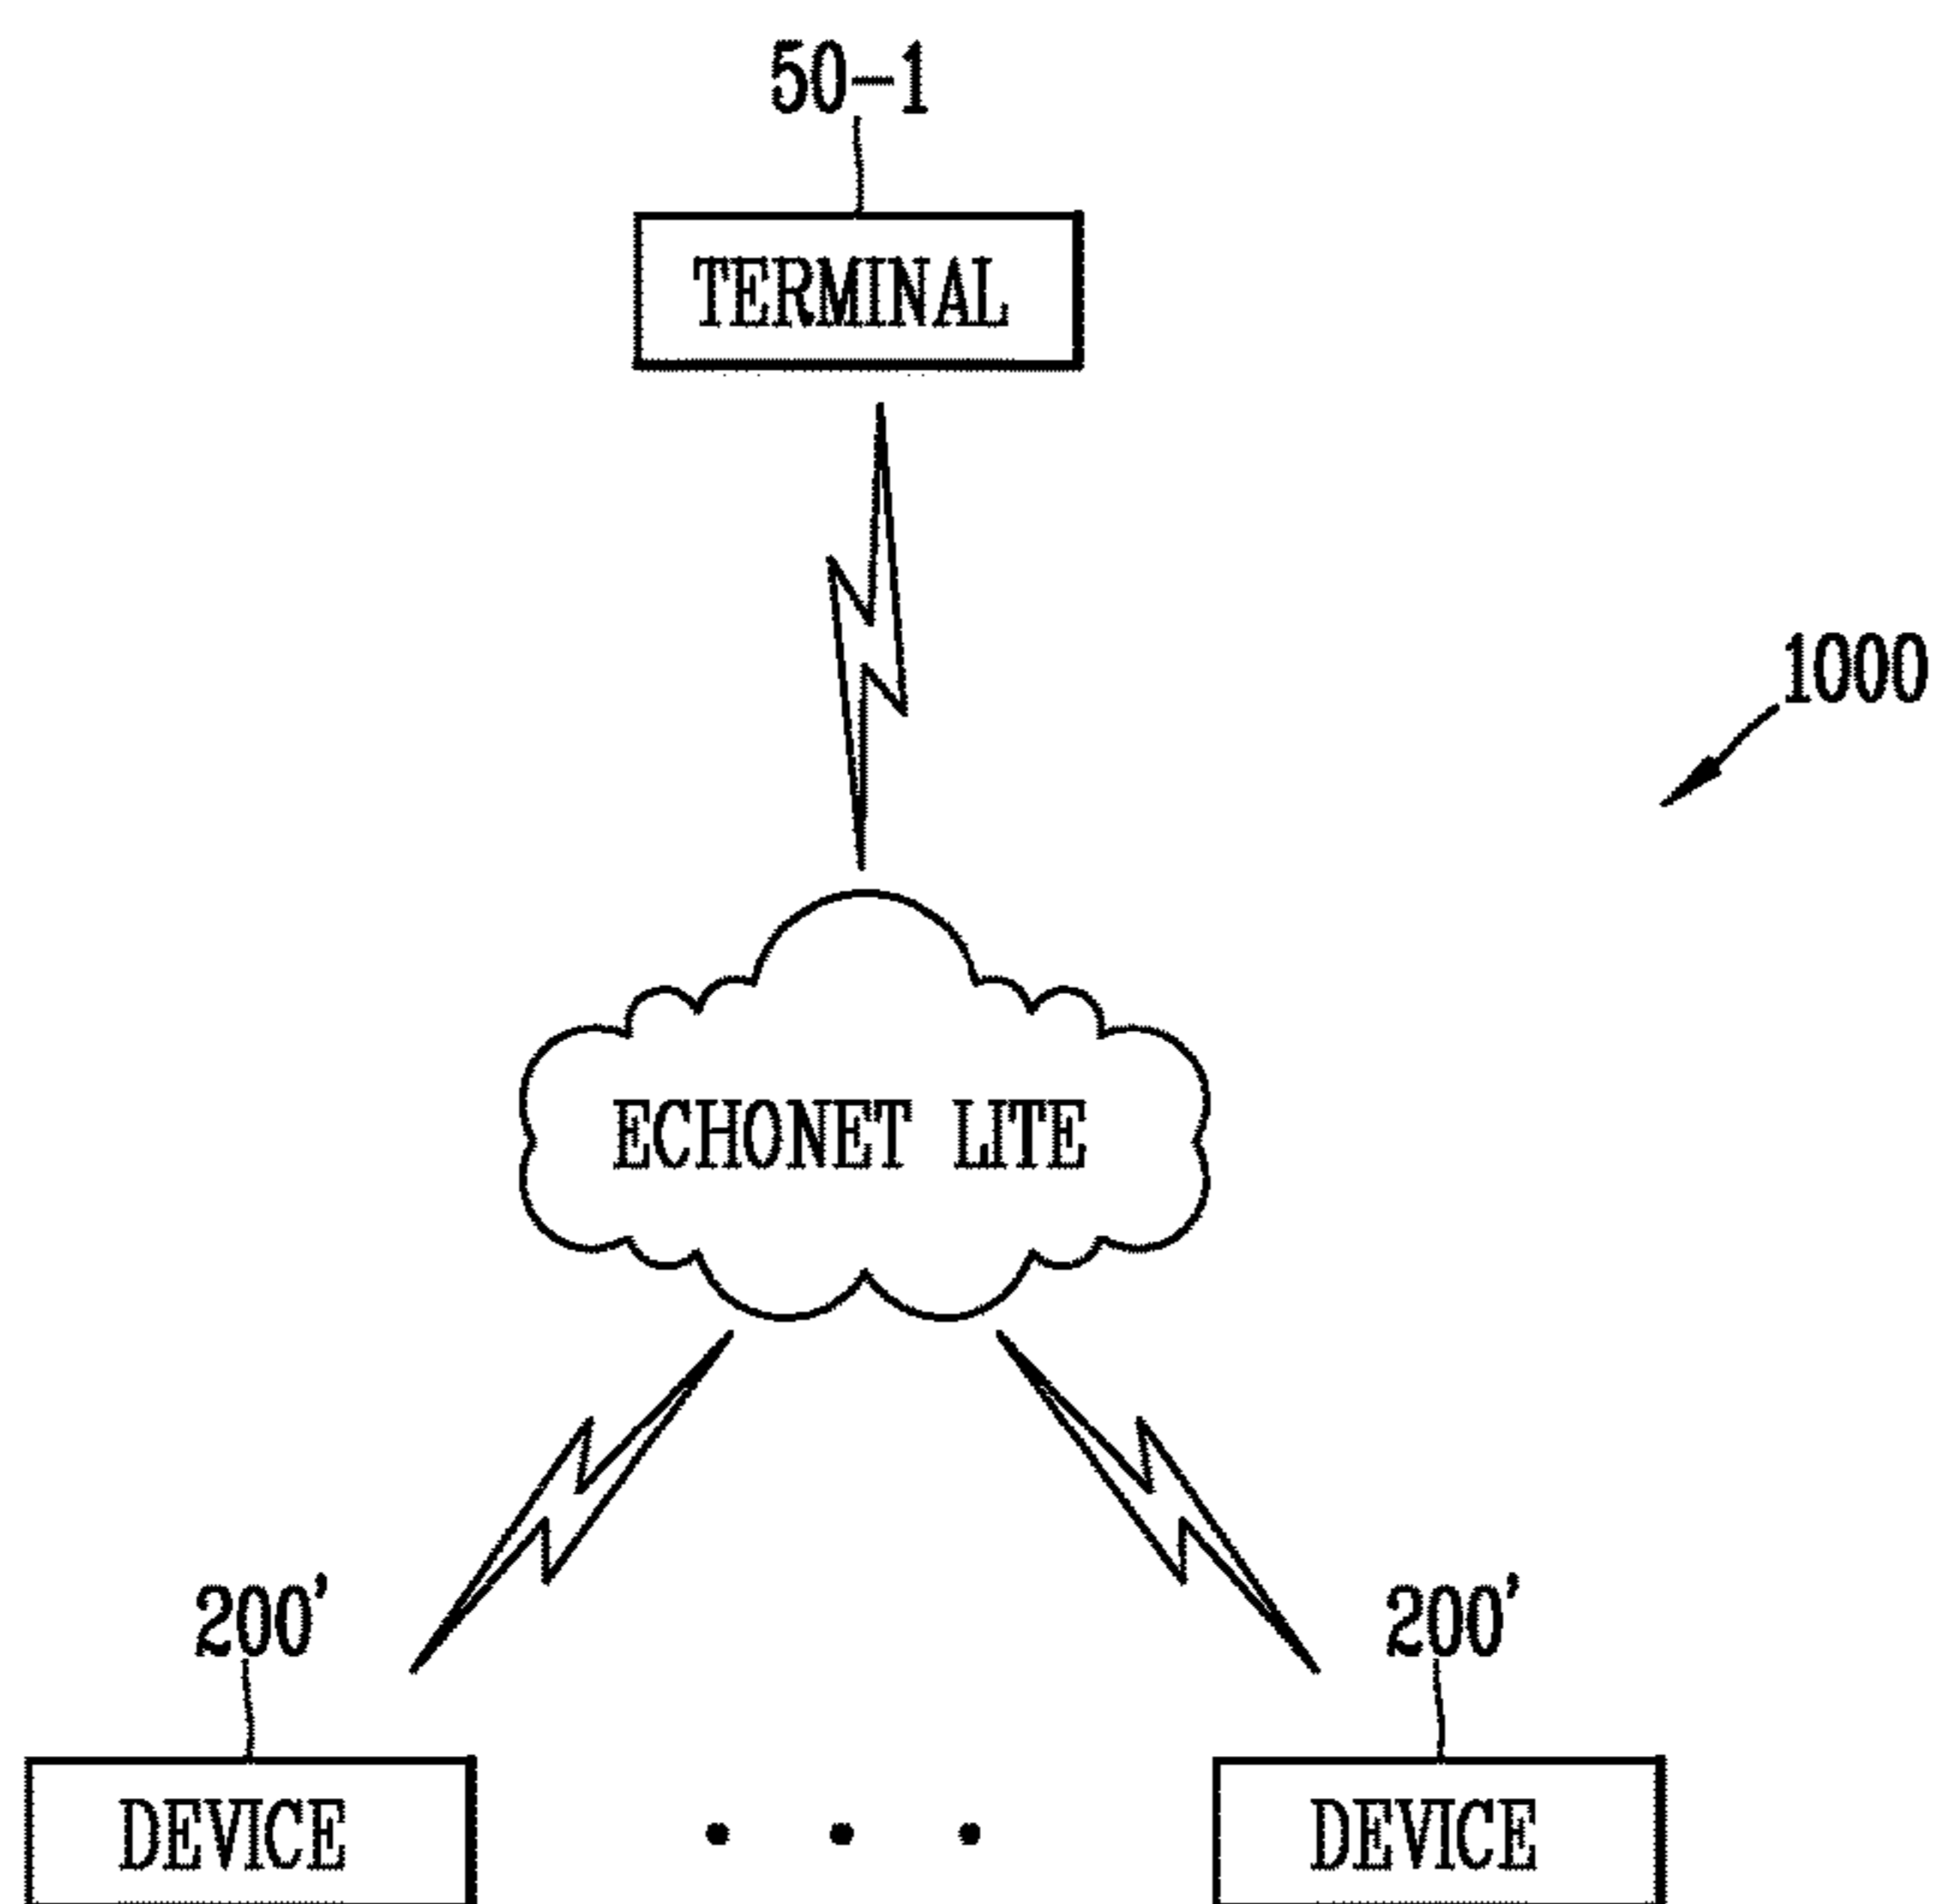 50-1
TERMINAL
1000
ECHONET LITE
200' 200'
DEVICE DEVICE